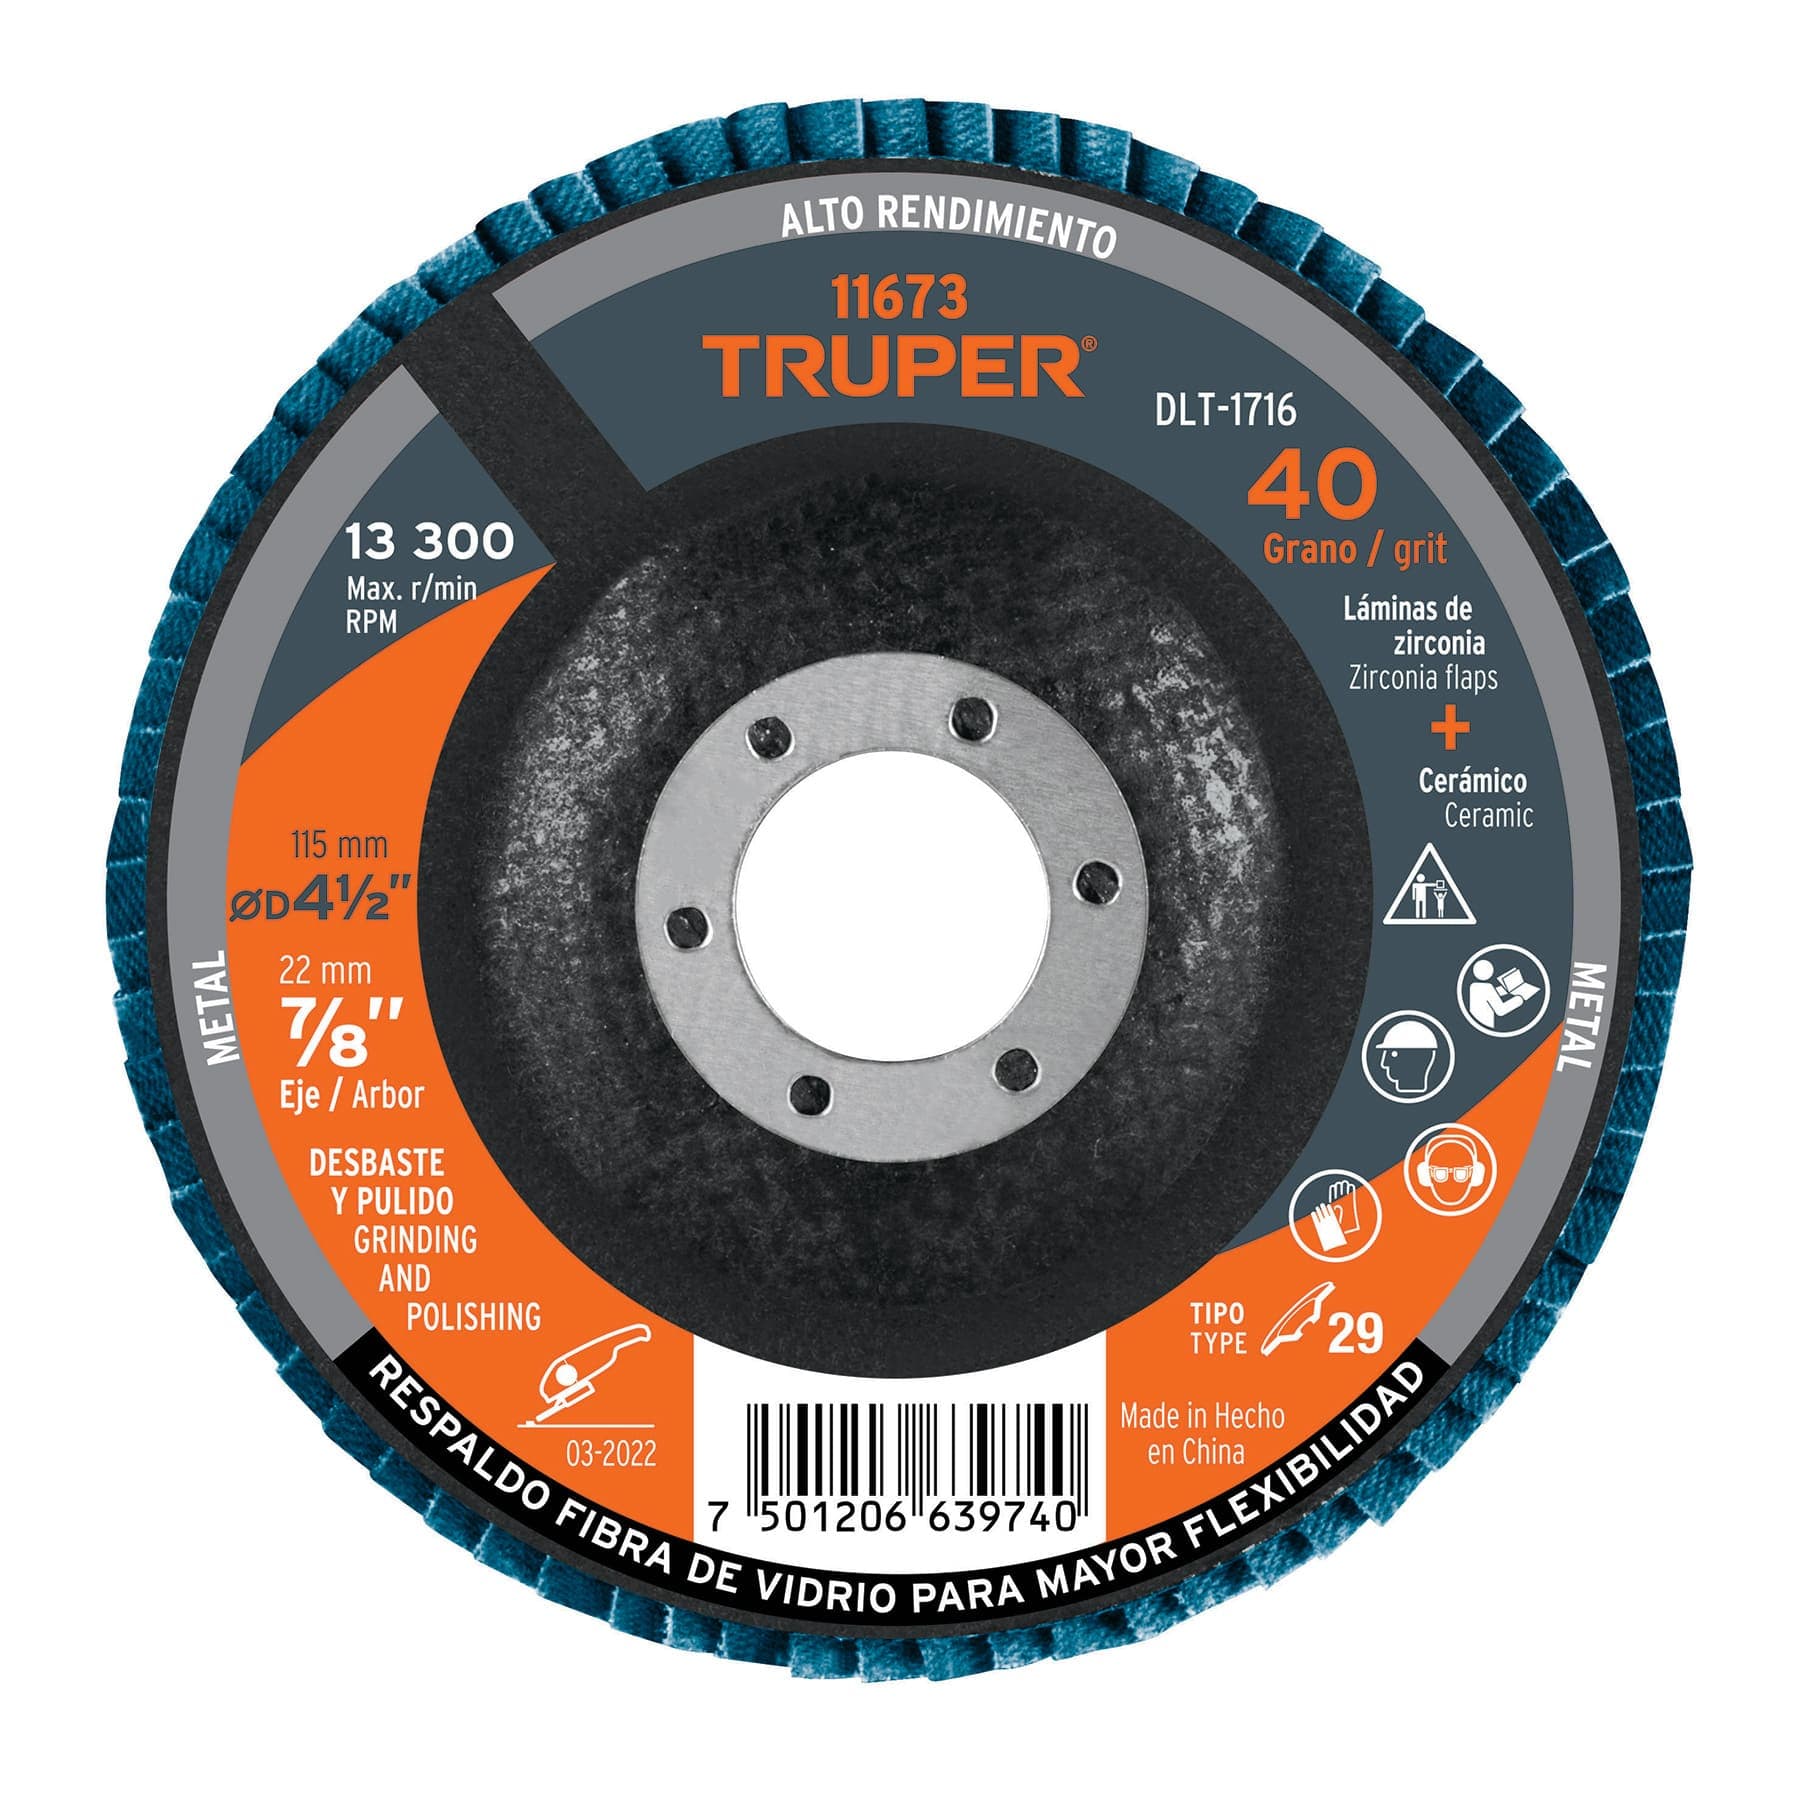 ALTO RENDIMIENTO
11673
TRUPER®
DLT-1716
40
Grano / grit
Láminas de
zirconia
Zirconia flaps
+
Cerámico
Ceramic
13 300
Max. r/min
RPM
115 mm
ØD4½"
22 mm
⅞"
Eje / Arbor
METAL
METAL
DESBASTE
Y PULIDO
GRINDING
AND
POLISHING
03-2022
TIPO
TYPE
29
Made in Hecho
en China
7 501206 639740
RESPALDO FIBRA DE VIDRIO PARA MAYOR FLEXIBILIDAD